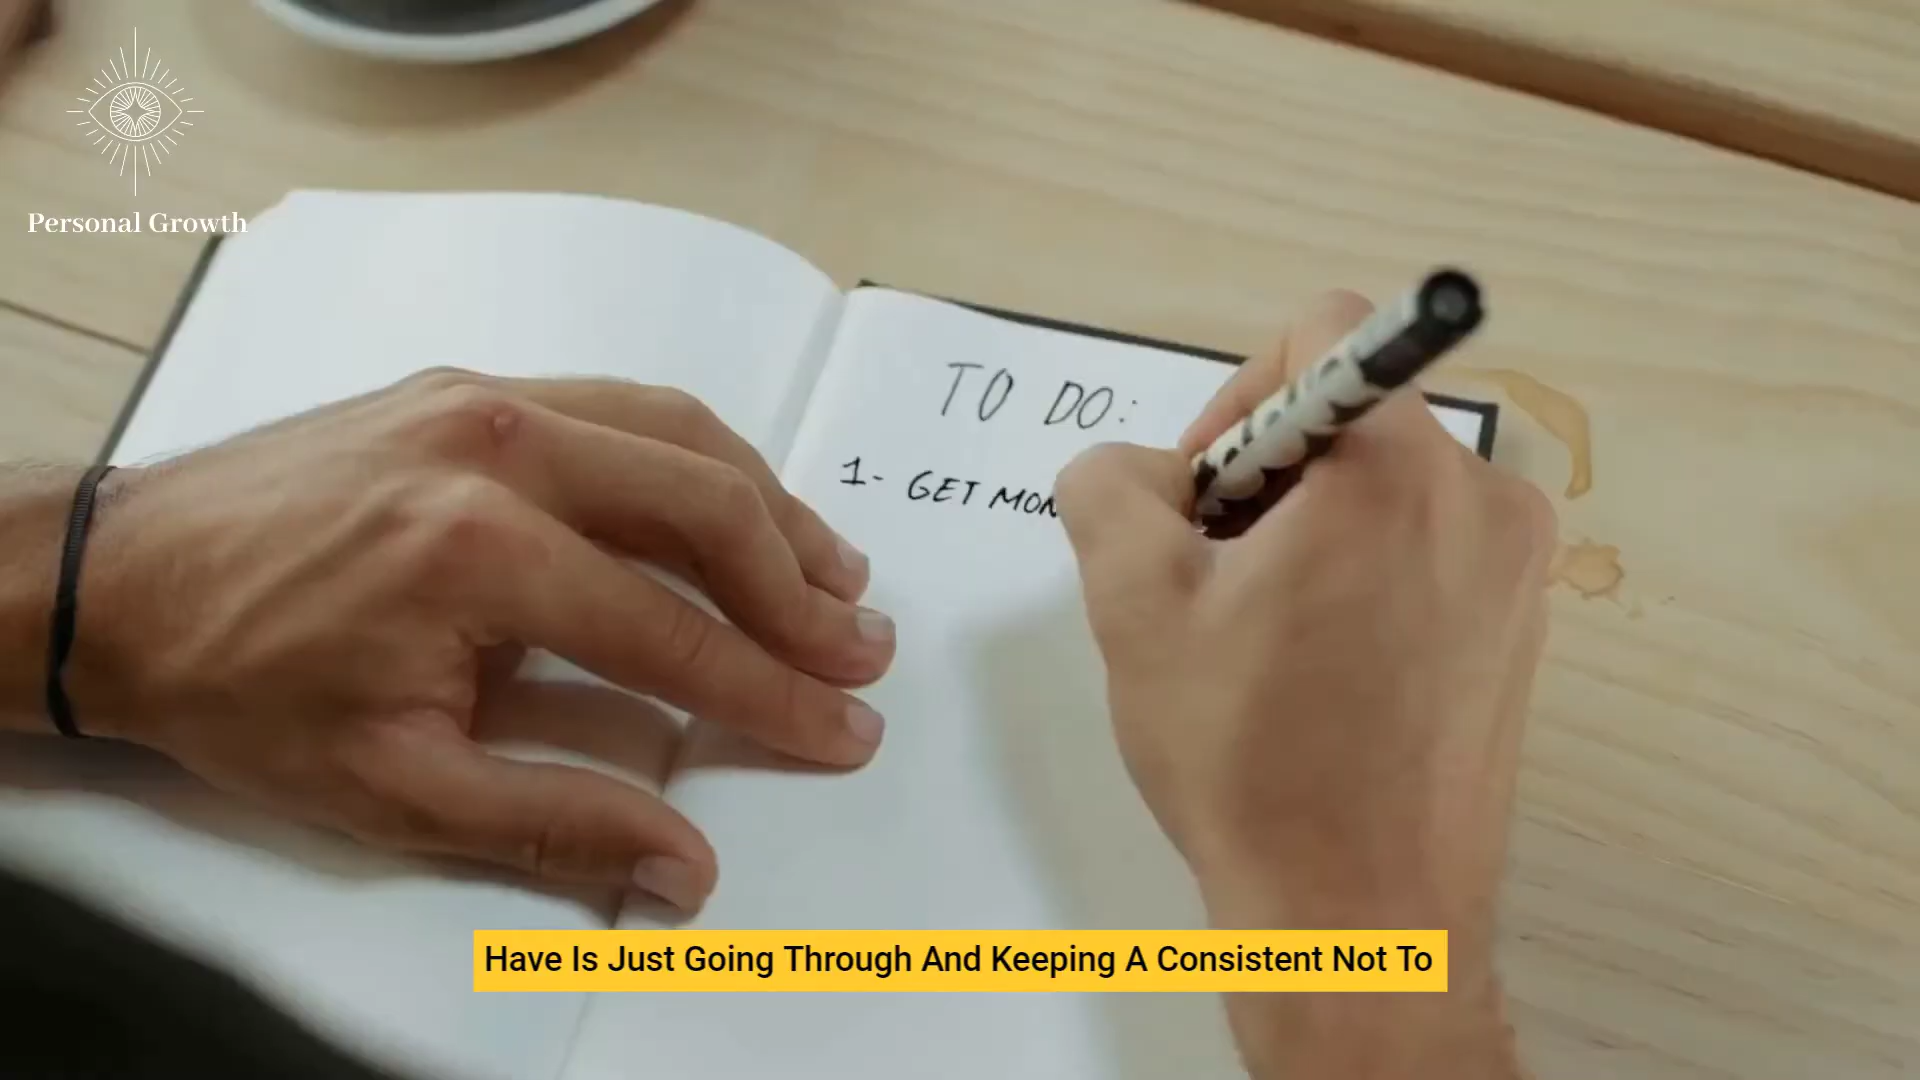 Personal Growth
TO DO:
1- GET MON
Have Is Just Going Through And Keeping A Consistent Not To